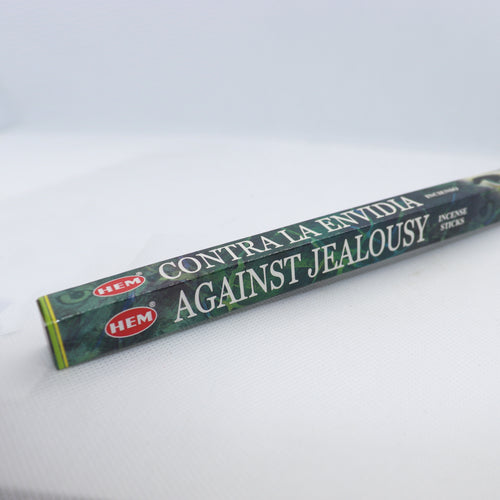 HEM® CONTRA LA ENVIDIA INCIENSO
HEM® AGAINST JEALOUSY INCENSE
STICKS